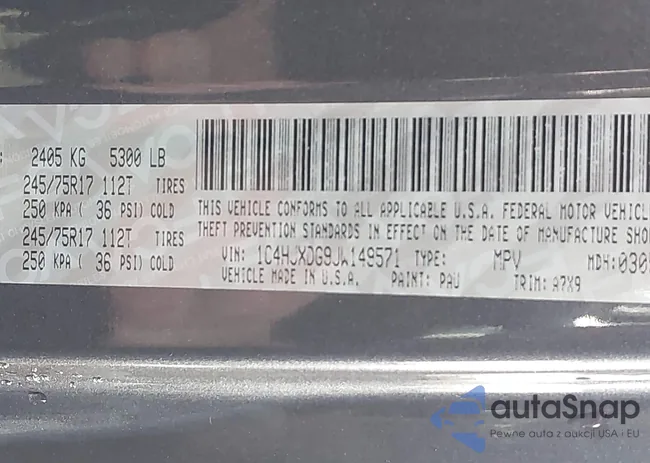 : 2405 KG 5300 LB
245/75R17 112T TIRES
250 KPA ( 36 PSI) COLD
245/75R17 112T TIRES
250 KPA ( 36 PSI) COLD
THIS VEHICLE CONFORMS TO ALL APPLICABLE U.S.A. FEDERAL MOTOR VEHICL
THEFT PREVENTION STANDARDS IN EFFECT ON THE DATE OF MANUFACTURE SHO
VIN: 1C4HJXDG9JW149571 TYPE: MPV MDH:0305
VEHICLE MADE IN U.S.A. PAINT: PAU TRIM: A7X9
autaSnap
Pewne auta z aukcji USA i EU